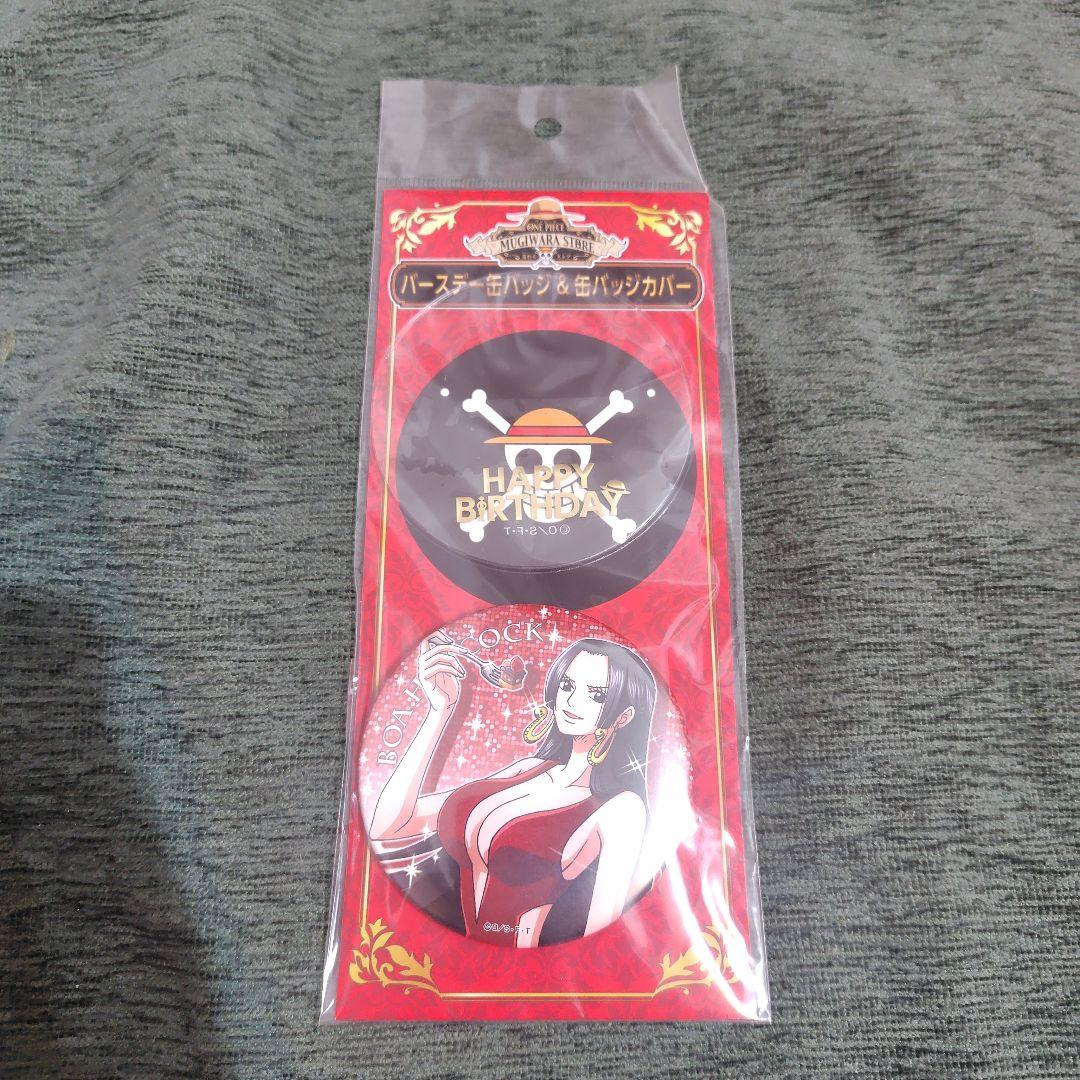 ONE PIECE
MUGIWARA STORE
バースデー缶バッジ & 缶バッジカバー
HAPPY
BIRTHDAY
©O/S・F・T
BOA H COCK
©O/S・F・T